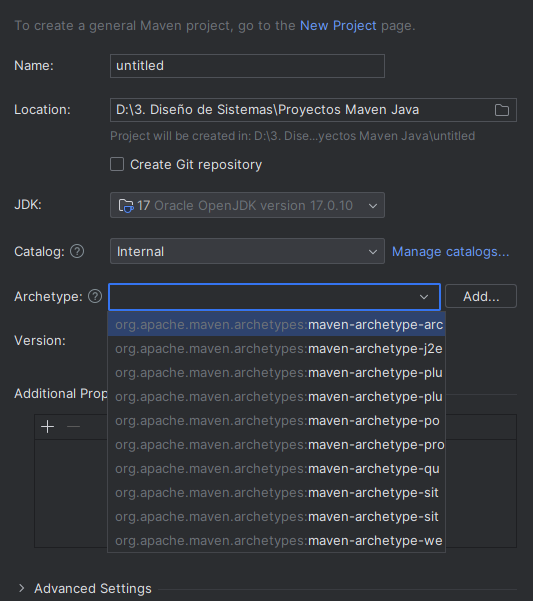 To create a general Maven project, go to the New Project page.
Name: untitled
Location: D:\3. Diseño de Sistemas\Proyectos Maven Java
Project will be created in: D:\3. Dise...yectos Maven Java\untitled
Create Git repository
JDK: 17 Oracle OpenJDK version 17.0.10
Catalog: ? Internal Manage catalogs...
Archetype: ? Add...
org.apache.maven.archetypes:maven-archetype-arc
Version:
org.apache.maven.archetypes:maven-archetype-j2e
org.apache.maven.archetypes:maven-archetype-plu
Additional Prop
org.apache.maven.archetypes:maven-archetype-plu
org.apache.maven.archetypes:maven-archetype-po
org.apache.maven.archetypes:maven-archetype-pro
org.apache.maven.archetypes:maven-archetype-qu
org.apache.maven.archetypes:maven-archetype-sit
org.apache.maven.archetypes:maven-archetype-sit
org.apache.maven.archetypes:maven-archetype-we
Advanced Settings